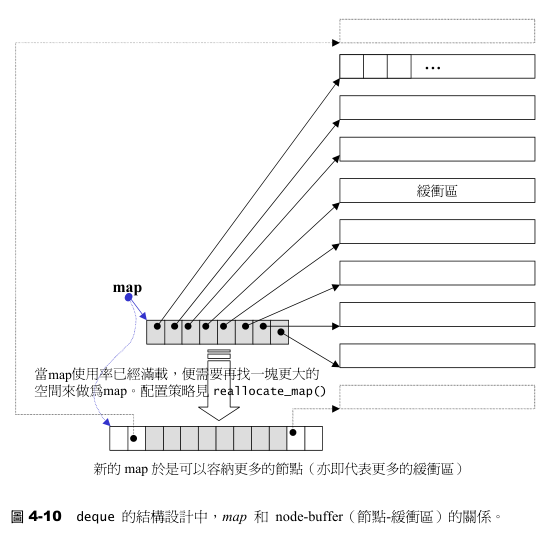 ...
緩衝區
map
當map使用率已經滿載，便需要再找一塊更大的
空間來做為map。配置策略見 reallocate_map()
新的 map 於是可以容納更多的節點（亦即代表更多的緩衝區）
圖 4-10 deque 的結構設計中，map 和 node-buffer（節點-緩衝區）的關係。